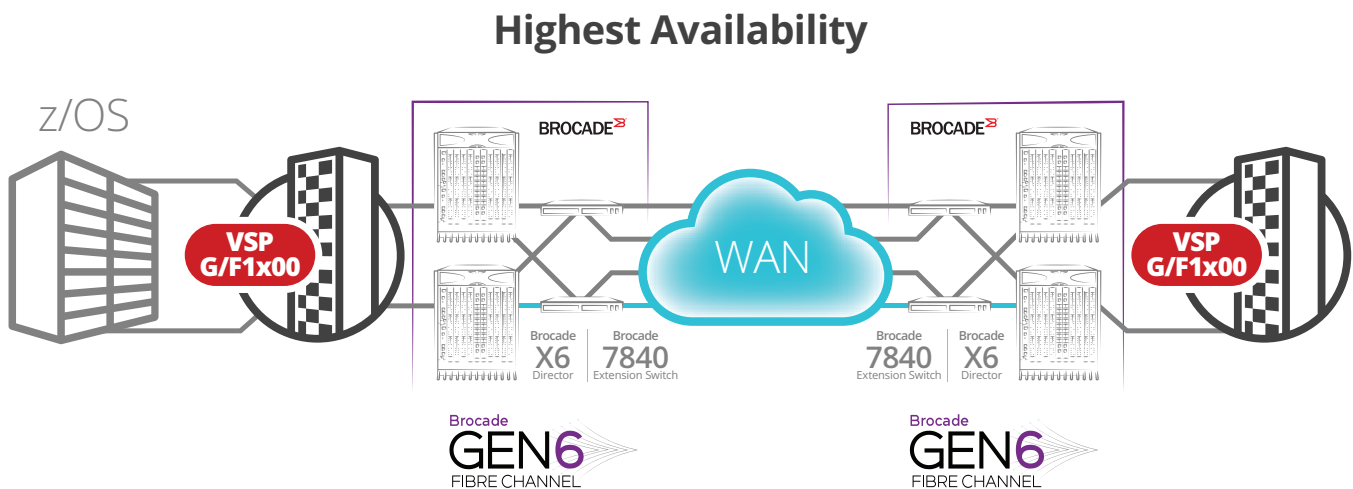 Highest Availability
z/OS
BROCADE
BROCADE
VSP
G/F1x00
WAN
VSP
G/F1x00
Brocade
X6
Director
Brocade
7840
Extension Switch
Brocade
7840
Extension Switch
Brocade
X6
Director
Brocade
GEN6
FIBRE CHANNEL
Brocade
GEN6
FIBRE CHANNEL